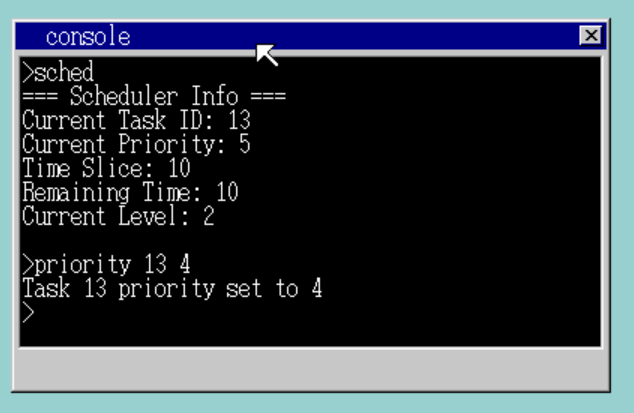 console
>sched
=== Scheduler Info ===
Current Task ID: 13
Current Priority: 5
Time Slice: 10
Remaining Time: 10
Current Level: 2
>priority 13 4
Task 13 priority set to 4
>